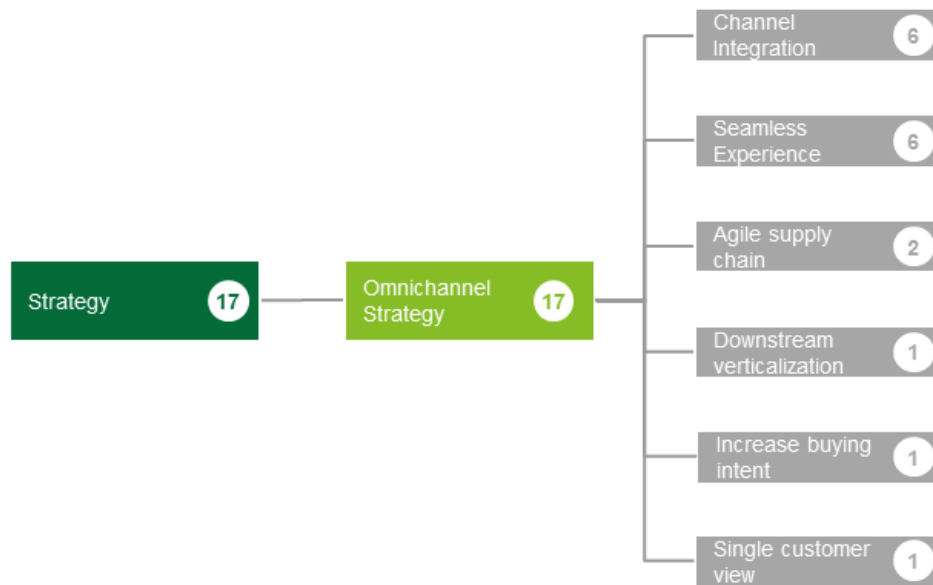 Channel
Integration
6
Seamless
Experience
6
Agile supply
chain
2
Strategy
17
Omnichannel
Strategy
17
Downstream
verticalization
1
Increase buying
intent
1
Single customer
view
1